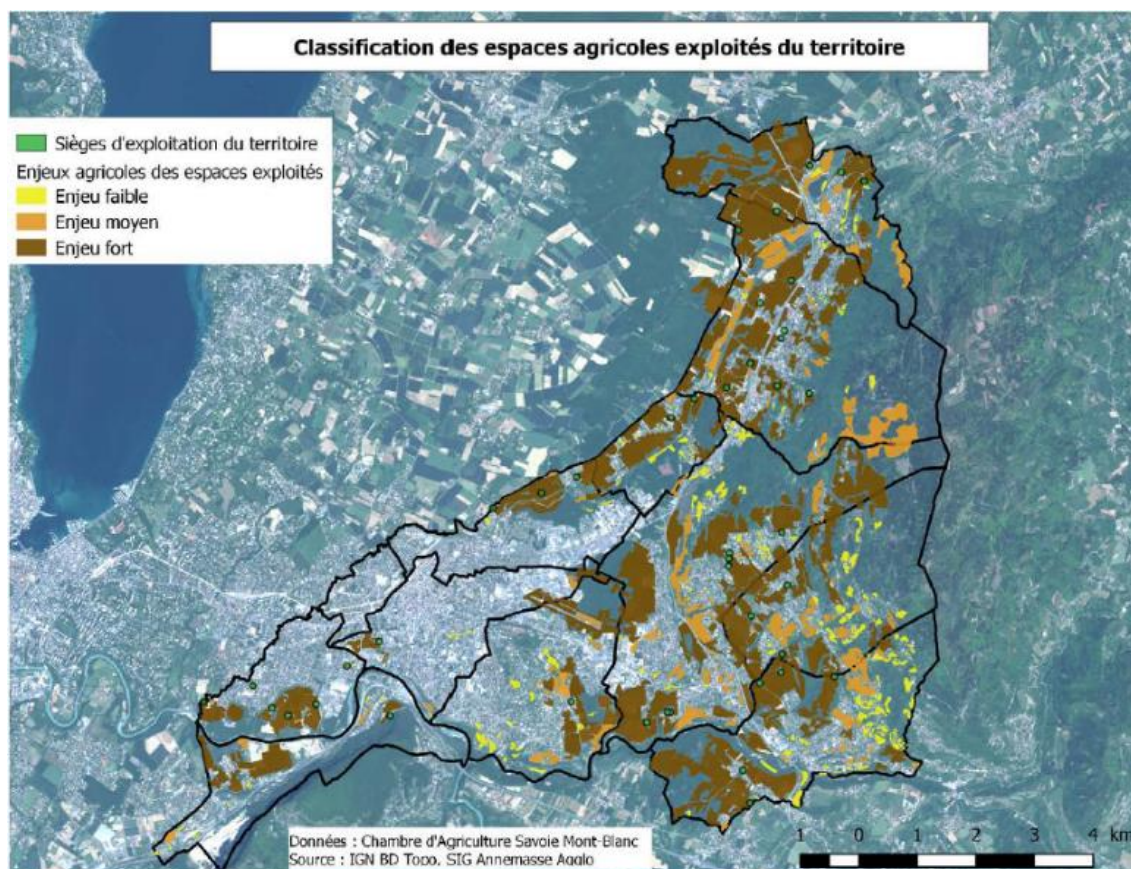 Classification des espaces agricoles exploités du territoire
Sièges d'exploitation du territoire
Enjeux agricoles des espaces exploités
Enjeu faible
Enjeu moyen
Enjeu fort
Données : Chambre d'Agriculture Savoie Mont-Blanc
Source : IGN BD Topo, SIG Annemasse Agglo
1 0 1 2 3 4 km